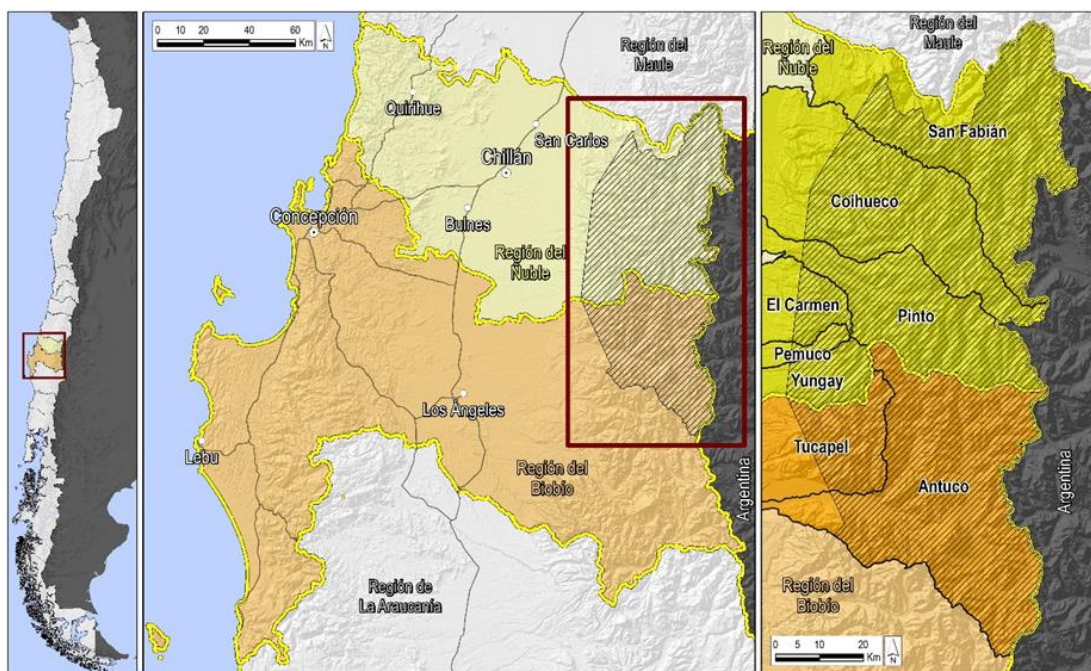 0 20 40 60
Km
N
Región del
Maule
Quirihue
San Carlos
Chillán
Concepción
Bulnes
Región del
Ñuble
Los Ángeles
Lebu
Región del
Biobío
Argentina
Región de
La Araucanía
Región del
Maule
Región del
Ñuble
San Fabián
Coihueco
El Carmen
Pinto
Pemuco
Yungay
Tucapel
Antuco
Argentina
Región del
Biobío
0 5 10 20
Km
N